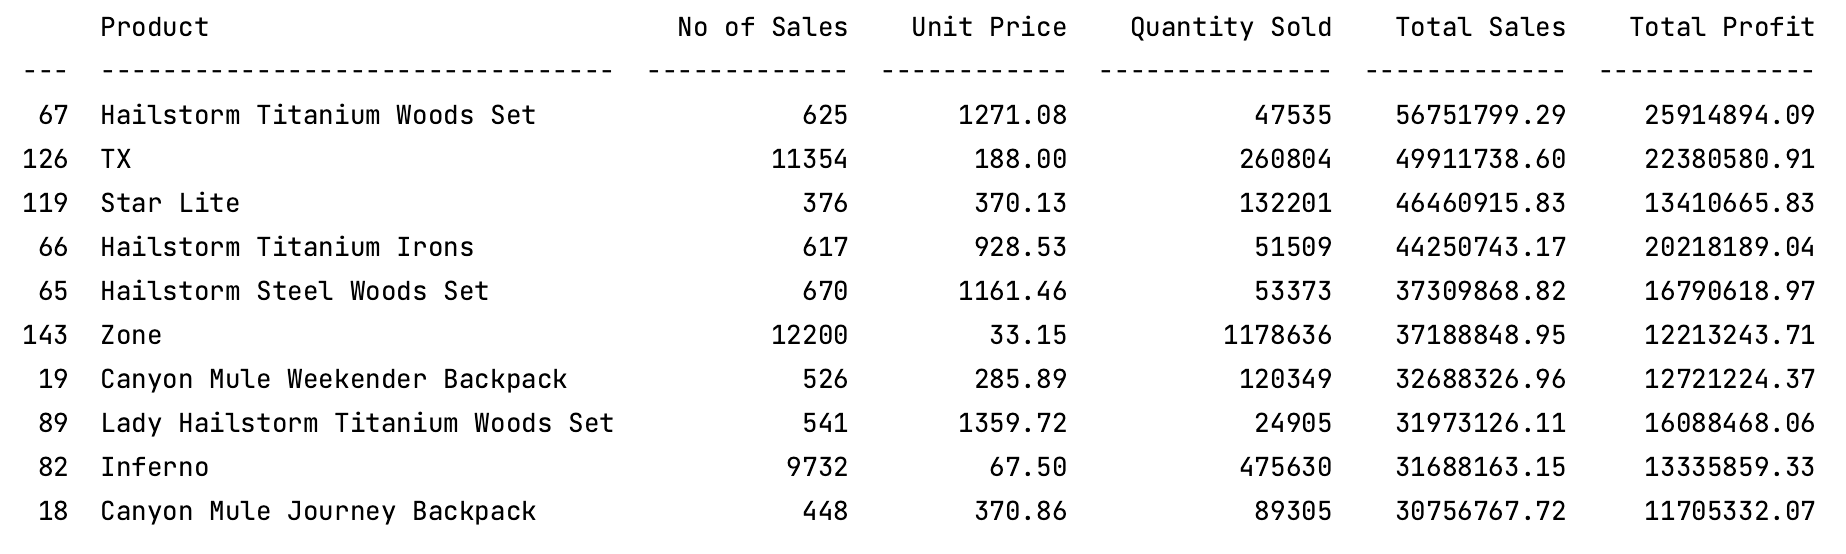 Product No of Sales Unit Price Quantity Sold Total Sales Total Profit
--- --------------------------------- ------------- ------------ --------------- ------------- --------------
67 Hailstorm Titanium Woods Set 625 1271.08 47535 56751799.29 25914894.09
126 TX 11354 188.00 260804 49911738.60 22380580.91
119 Star Lite 376 370.13 132201 46460915.83 13410665.83
66 Hailstorm Titanium Irons 617 928.53 51509 44250743.17 20218189.04
65 Hailstorm Steel Woods Set 670 1161.46 53373 37309868.82 16790618.97
143 Zone 12200 33.15 1178636 37188848.95 12213243.71
19 Canyon Mule Weekender Backpack 526 285.89 120349 32688326.96 12721224.37
89 Lady Hailstorm Titanium Woods Set 541 1359.72 24905 31973126.11 16088468.06
82 Inferno 9732 67.50 475630 31688163.15 13335859.33
18 Canyon Mule Journey Backpack 448 370.86 89305 30756767.72 11705332.07